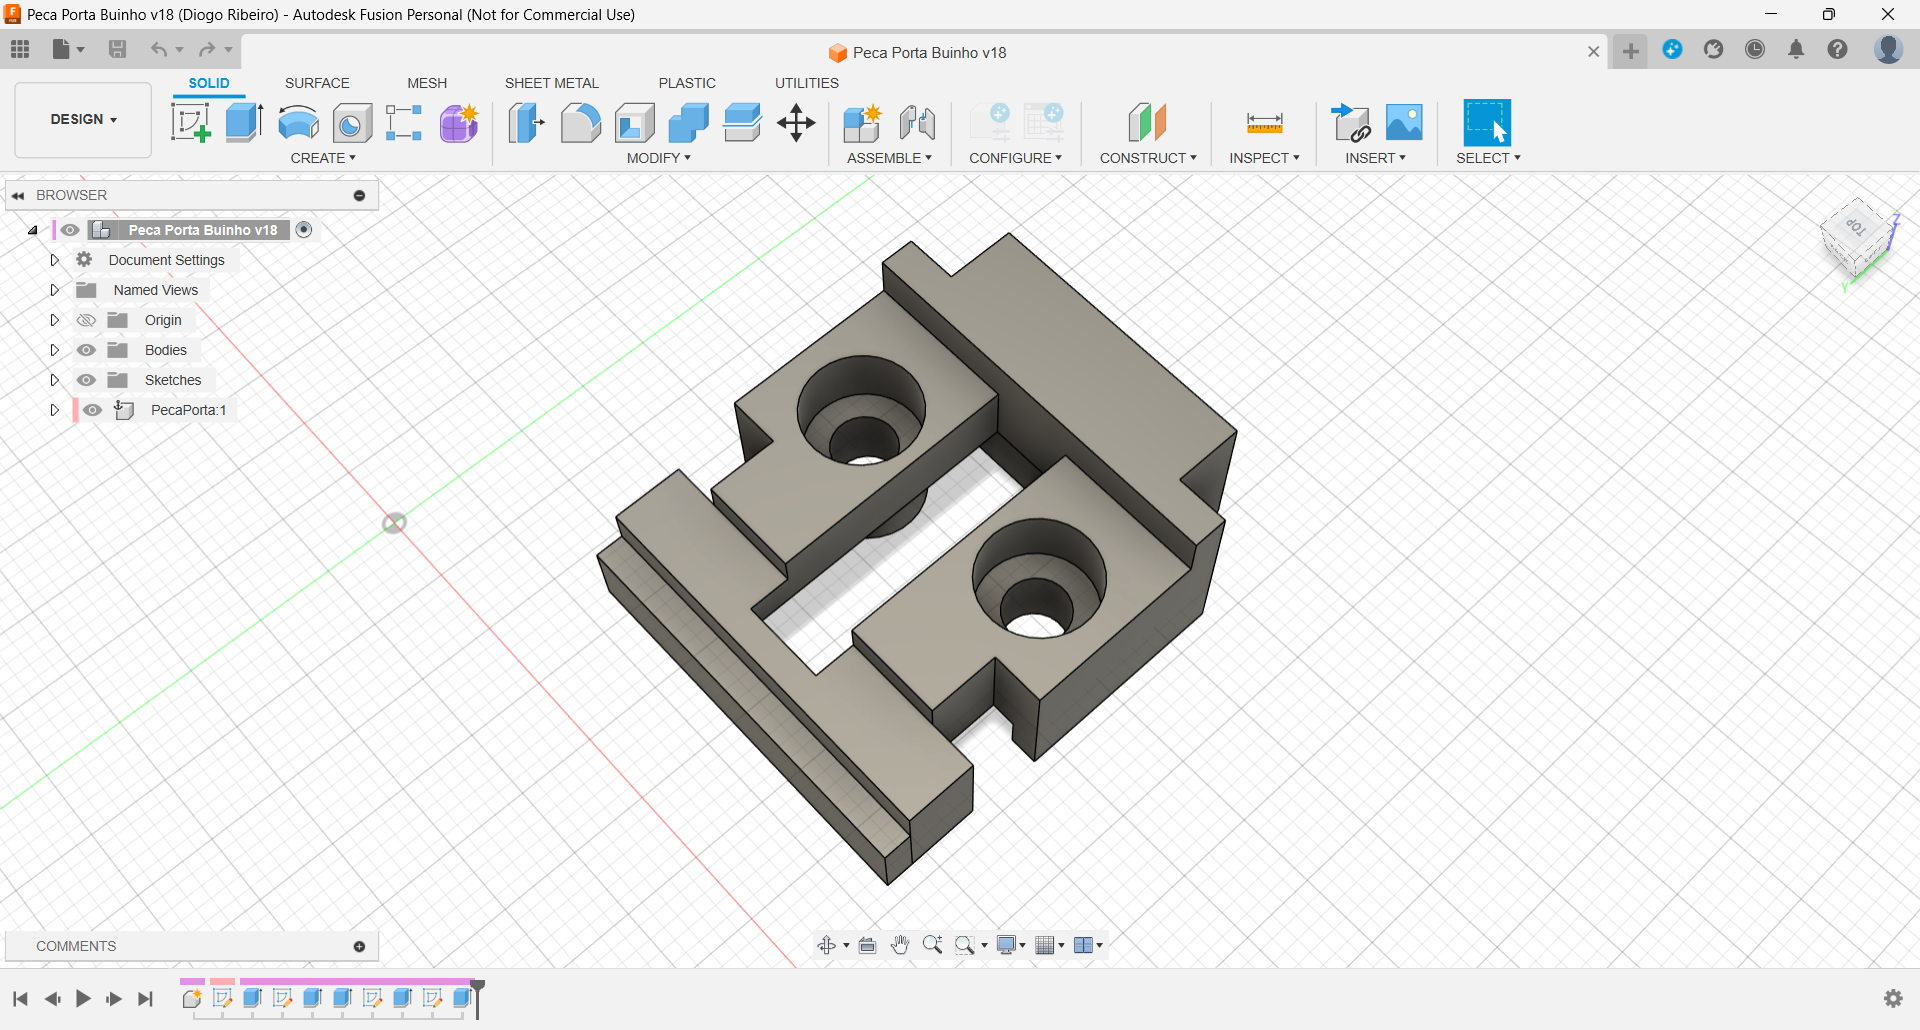 Peca Porta Buinho v18 (Diogo Ribeiro) - Autodesk Fusion Personal (Not for Commercial Use)
Peca Porta Buinho v18
SOLID SURFACE MESH SHEET METAL PLASTIC UTILITIES
DESIGN
CREATE MODIFY ASSEMBLE CONFIGURE CONSTRUCT INSPECT INSERT SELECT
BROWSER
Peca Porta Buinho v18
Document Settings
Named Views
Origin
Bodies
Sketches
PecaPorta:1
TOP
Z
Y
COMMENTS